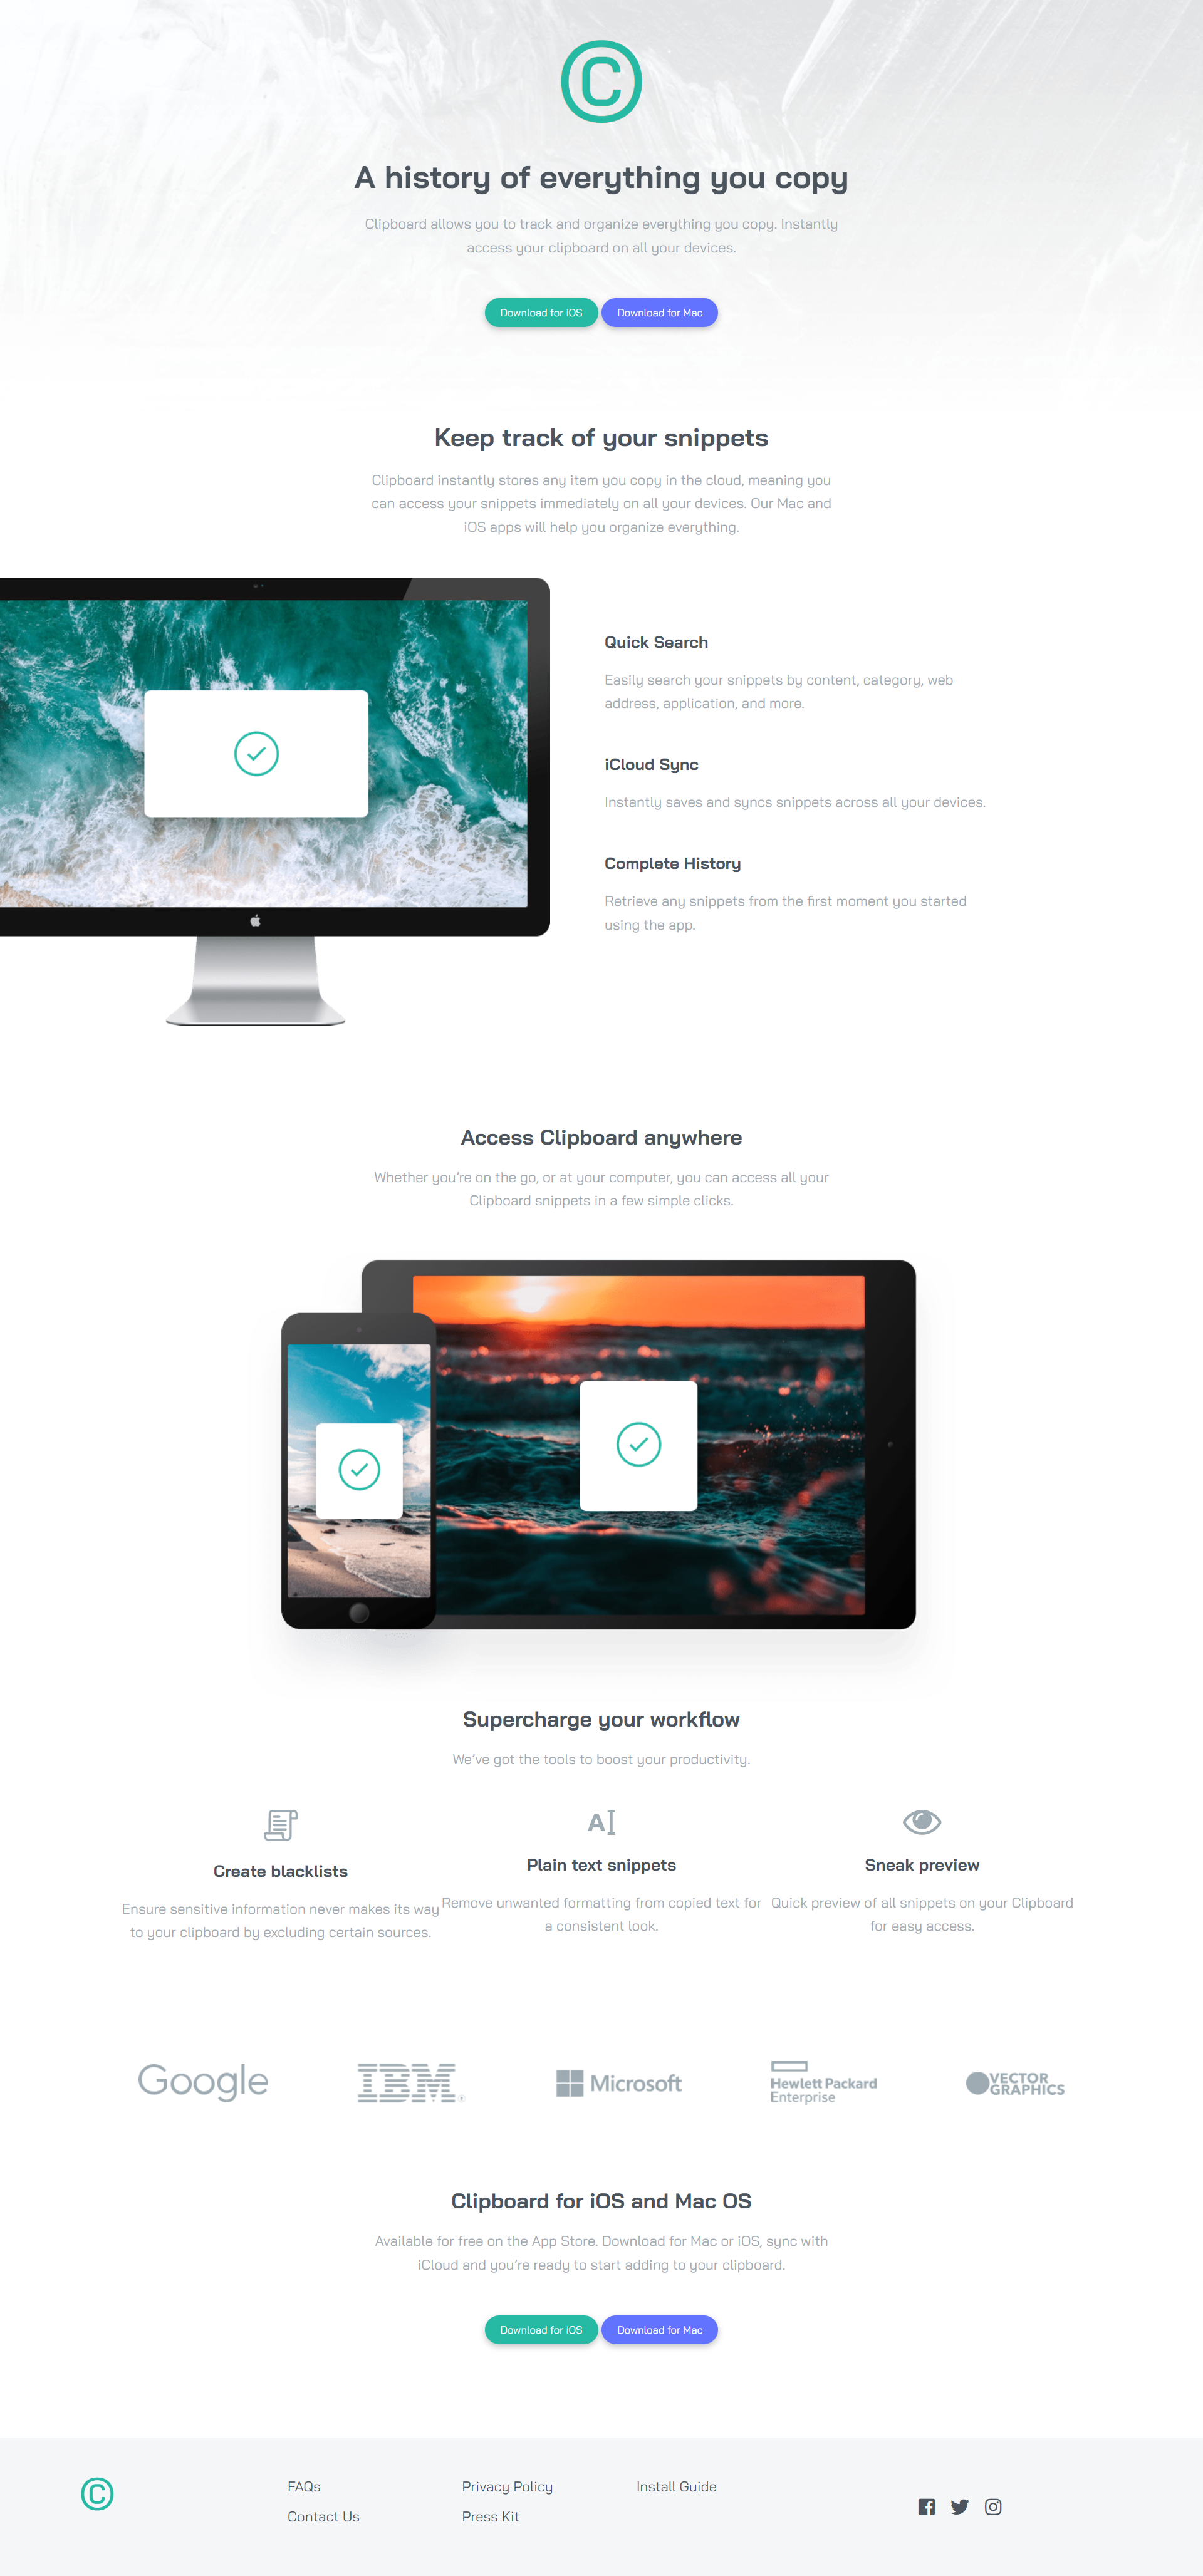 ©
A history of everything you copy
Clipboard allows you to track and organize everything you copy. Instantly
access your clipboard on all your devices.
Download for iOS Download for Mac
Keep track of your snippets
Clipboard instantly stores any item you copy in the cloud, meaning you
can access your snippets immediately on all your devices. Our Mac and
iOS apps will help you organize everything.
Quick Search
Easily search your snippets by content, category, web
address, application, and more.
iCloud Sync
Instantly saves and syncs snippets across all your devices.
Complete History
Retrieve any snippets from the first moment you started
using the app.
Access Clipboard anywhere
Whether you’re on the go, or at your computer, you can access all your
Clipboard snippets in a few simple clicks.
Supercharge your workflow
We’ve got the tools to boost your productivity.
Create blacklists
Ensure sensitive information never makes its way
to your clipboard by excluding certain sources.
A
Plain text snippets
Remove unwanted formatting from copied text for
a consistent look.
Sneak preview
Quick preview of all snippets on your Clipboard
for easy access.
Google
IBM®
Microsoft
Hewlett Packard
Enterprise
VECTOR
GRAPHICS
Clipboard for iOS and Mac OS
Available for free on the App Store. Download for Mac or iOS, sync with
iCloud and you’re ready to start adding to your clipboard.
Download for iOS Download for Mac
©
FAQs
Contact Us
Privacy Policy
Press Kit
Install Guide